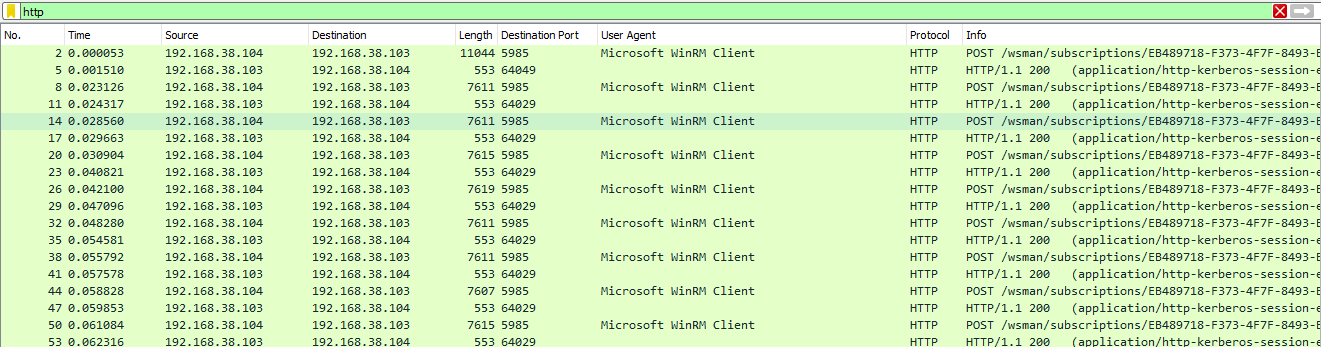 http
No. Time Source Destination Length Destination Port User Agent Protocol Info
2 0.000053 192.168.38.104 192.168.38.103 11044 5985 Microsoft WinRM Client HTTP POST /wsman/subscriptions/EB489718-F373-4F7F-8493-
5 0.001510 192.168.38.103 192.168.38.104 553 64049 HTTP HTTP/1.1 200 (application/http-kerberos-session-
8 0.023126 192.168.38.104 192.168.38.103 7611 5985 Microsoft WinRM Client HTTP POST /wsman/subscriptions/EB489718-F373-4F7F-8493-
11 0.024317 192.168.38.103 192.168.38.104 553 64029 HTTP HTTP/1.1 200 (application/http-kerberos-session-
14 0.028560 192.168.38.104 192.168.38.103 7611 5985 Microsoft WinRM Client HTTP POST /wsman/subscriptions/EB489718-F373-4F7F-8493-
17 0.029663 192.168.38.103 192.168.38.104 553 64029 HTTP HTTP/1.1 200 (application/http-kerberos-session-
20 0.030904 192.168.38.104 192.168.38.103 7615 5985 Microsoft WinRM Client HTTP POST /wsman/subscriptions/EB489718-F373-4F7F-8493-
23 0.040821 192.168.38.103 192.168.38.104 553 64029 HTTP HTTP/1.1 200 (application/http-kerberos-session-
26 0.042100 192.168.38.104 192.168.38.103 7619 5985 Microsoft WinRM Client HTTP POST /wsman/subscriptions/EB489718-F373-4F7F-8493-
29 0.047096 192.168.38.103 192.168.38.104 553 64029 HTTP HTTP/1.1 200 (application/http-kerberos-session-
32 0.048280 192.168.38.104 192.168.38.103 7611 5985 Microsoft WinRM Client HTTP POST /wsman/subscriptions/EB489718-F373-4F7F-8493-
35 0.054581 192.168.38.103 192.168.38.104 553 64029 HTTP HTTP/1.1 200 (application/http-kerberos-session-
38 0.055792 192.168.38.104 192.168.38.103 7611 5985 Microsoft WinRM Client HTTP POST /wsman/subscriptions/EB489718-F373-4F7F-8493-
41 0.057578 192.168.38.103 192.168.38.104 553 64029 HTTP HTTP/1.1 200 (application/http-kerberos-session-
44 0.058828 192.168.38.104 192.168.38.103 7607 5985 Microsoft WinRM Client HTTP POST /wsman/subscriptions/EB489718-F373-4F7F-8493-
47 0.059853 192.168.38.103 192.168.38.104 553 64029 HTTP HTTP/1.1 200 (application/http-kerberos-session-
50 0.061084 192.168.38.104 192.168.38.103 7615 5985 Microsoft WinRM Client HTTP POST /wsman/subscriptions/EB489718-F373-4F7F-8493-
53 0.062316 192.168.38.103 192.168.38.104 553 64029 HTTP HTTP/1.1 200 (application/http-kerberos-session-